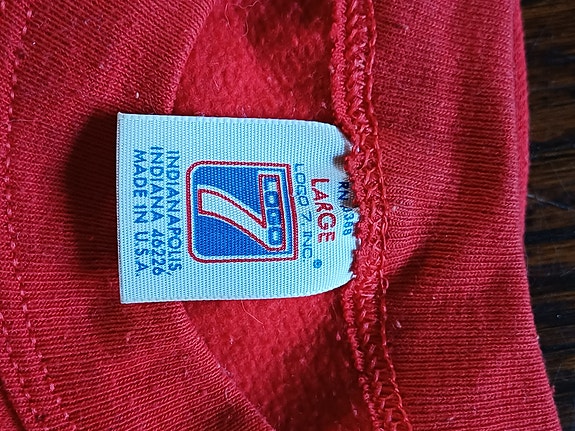 LARGE
LOGO 7 INC.®
LOGO
7
INDIANAPOLIS,
INDIANA 46226
MADE IN U.S.A